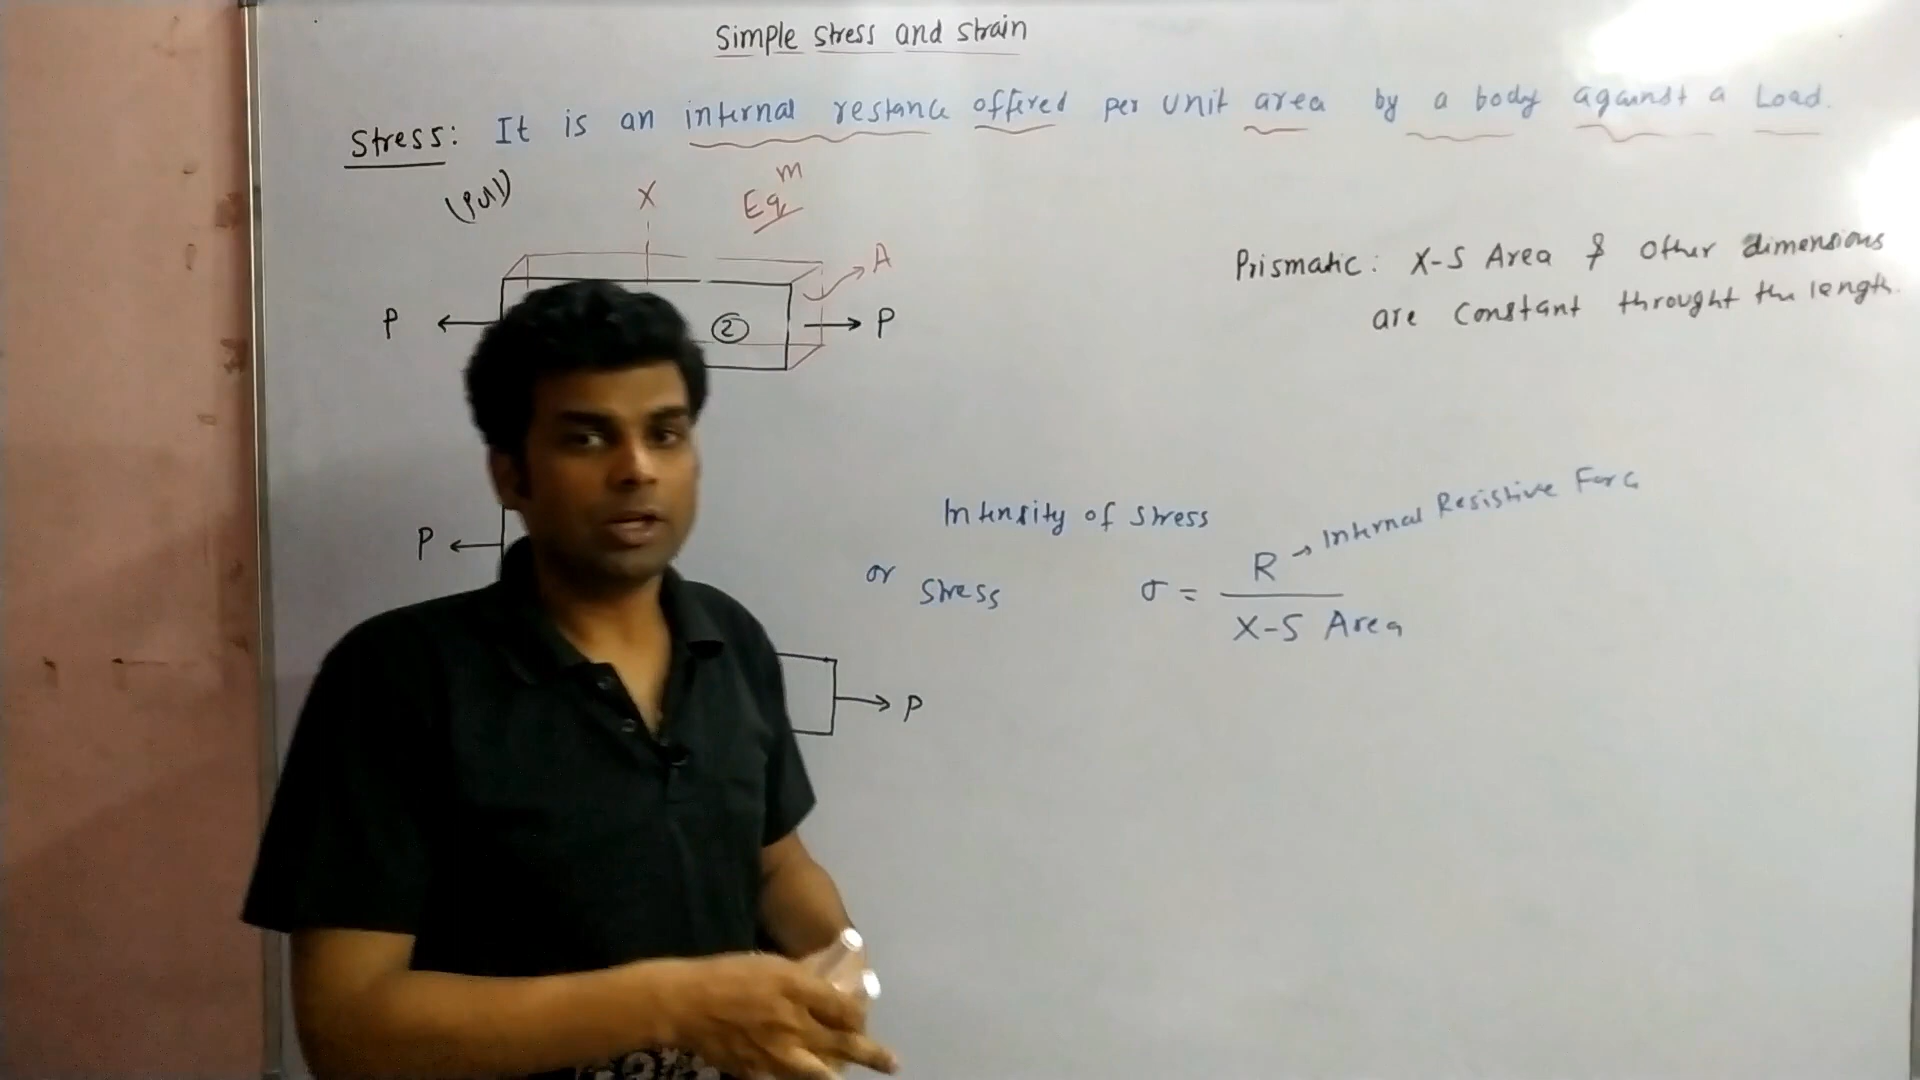 Simple stress and strain
Stress: It is an internal restance offered per unit area by a body against a Load.
(Pull)
X
Eq m
A
P
②
P
Prismatic: X-S Area & Other dimensions
are constant throught the length.
P
Intensity of stress
or stress
σ = R / X-S Area
→ Internal Resistive Forc
P